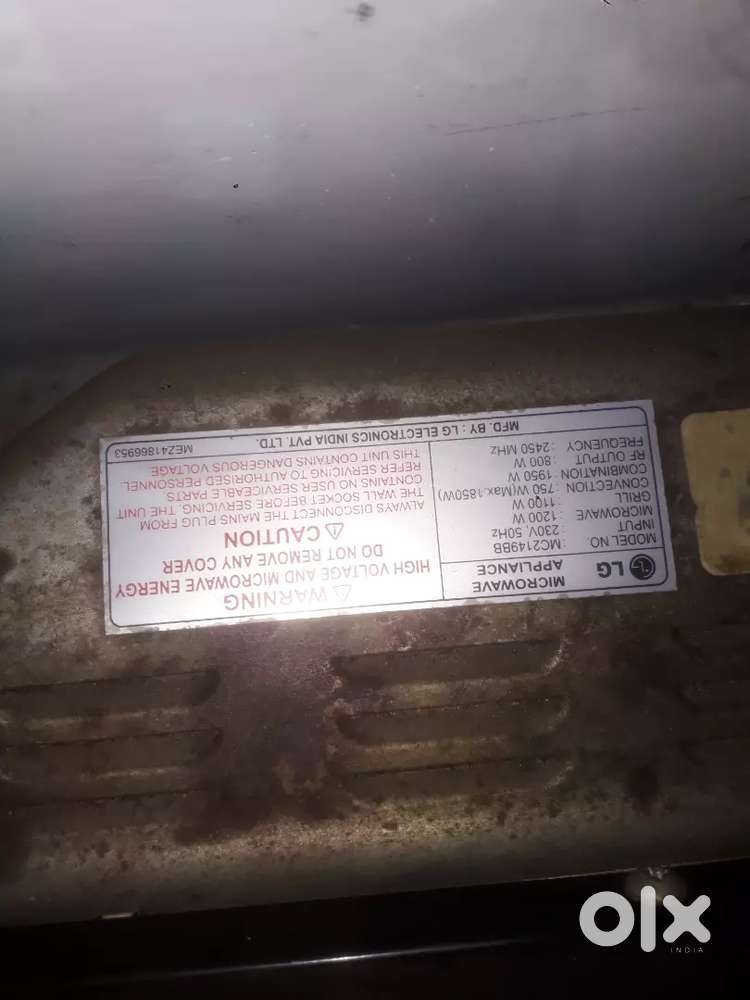 LG
MICROWAVE
APPLIANCE
MODEL NO. : MC2149BB
INPUT : 230V, 50Hz
MICROWAVE : 1200 W
GRILL : 1100 W
CONVECTION : 750 W(Max.1850W)
COMBINATION :1950 W
RF OUTPUT : 800 W
FREQUENCY : 2450 MHz
MFD. BY : LG ELECTRONICS INDIA PVT. LTD.
MEZ41866953
WARNING
HIGH VOLTAGE AND MICROWAVE ENERGY
DO NOT REMOVE ANY COVER
CAUTION
ALWAYS DISCONNECT THE MAINS PLUG FROM
THE WALL SOCKET BEFORE SERVICING, THE UNIT
CONTAINS NO USER SERVICEABLE PARTS.
REFER SERVICING TO AUTHORISED PERSONNEL.
THIS UNIT CONTAINS DANGEROUS VOLTAGE
olx
INDIA